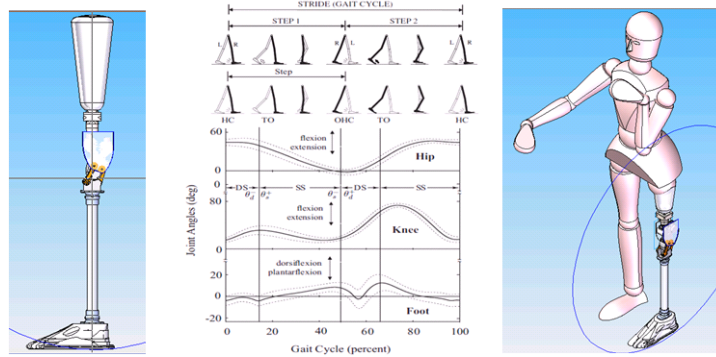 STRIDE (GAIT CYCLE)
STEP 1 STEP 2
L R R L L R
Step
HC TO OHC TO HC
60
flexion
extension
Hip
0
DS SS DS SS
80
flexion
extension
Knee
0
Joint Angles (deg)
20
dorsiflexion
plantarflexion
0
-20
Foot
0 20 40 60 80 100
Gait Cycle (percent)